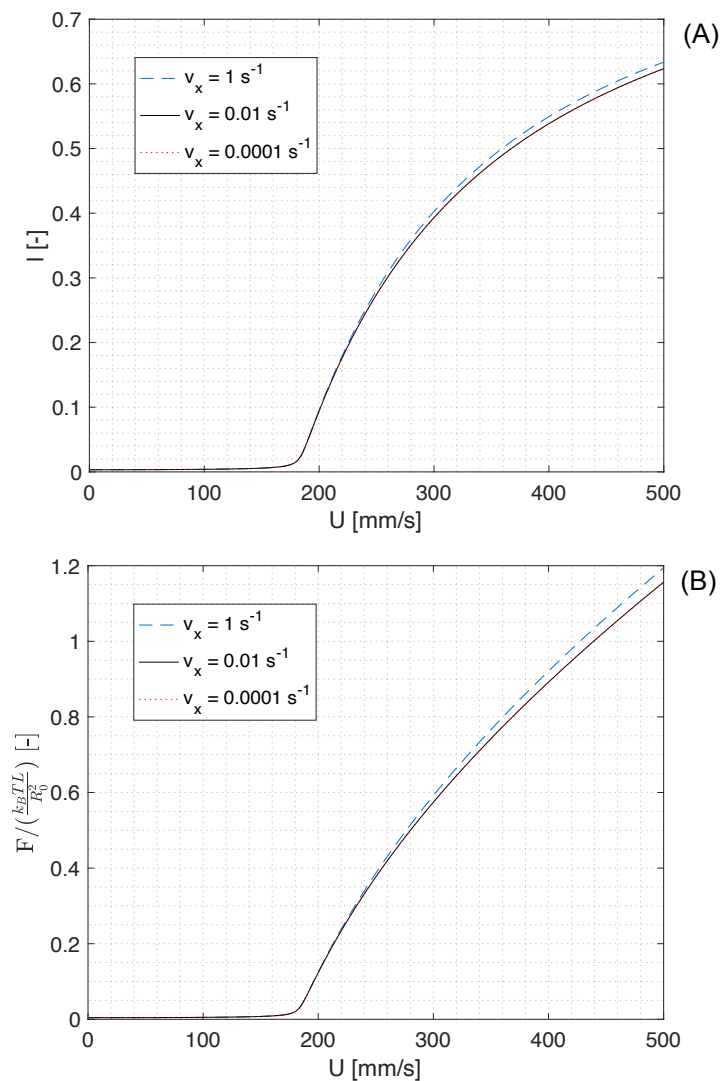 (A)
0.7
0.6
0.5
0.4
0.3
0.2
0.1
0
I [-]
v_x = 1 s^-1
v_x = 0.01 s^-1
v_x = 0.0001 s^-1
0 100 200 300 400 500
U [mm/s]
(B)
1.2
1
0.8
0.6
0.4
0.2
0
F/(k_BTL/R_0^2) [-]
v_x = 1 s^-1
v_x = 0.01 s^-1
v_x = 0.0001 s^-1
0 100 200 300 400 500
U [mm/s]